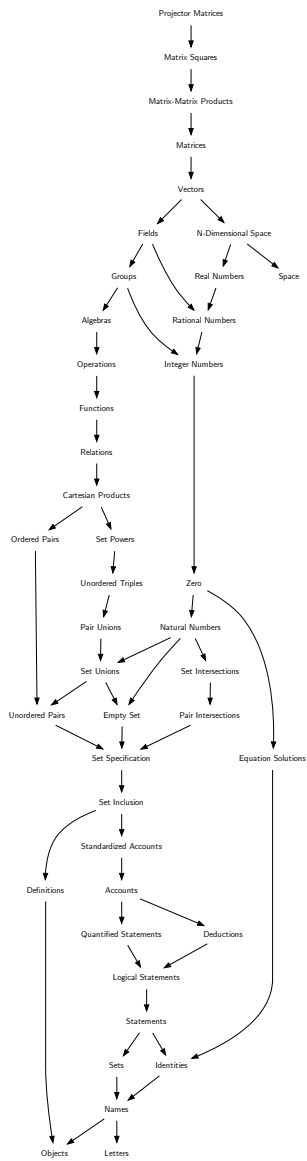 Projector Matrices
Matrix Squares
Matrix-Matrix Products
Matrices
Vectors
Fields
N-Dimensional Space
Groups
Real Numbers
Space
Algebras
Rational Numbers
Operations
Integer Numbers
Functions
Relations
Cartesian Products
Ordered Pairs
Set Powers
Unordered Triples
Zero
Pair Unions
Natural Numbers
Set Unions
Set Intersections
Unordered Pairs
Empty Set
Pair Intersections
Set Specification
Equation Solutions
Set Inclusion
Standardized Accounts
Definitions
Accounts
Quantified Statements
Deductions
Logical Statements
Statements
Sets
Identities
Names
Objects
Letters